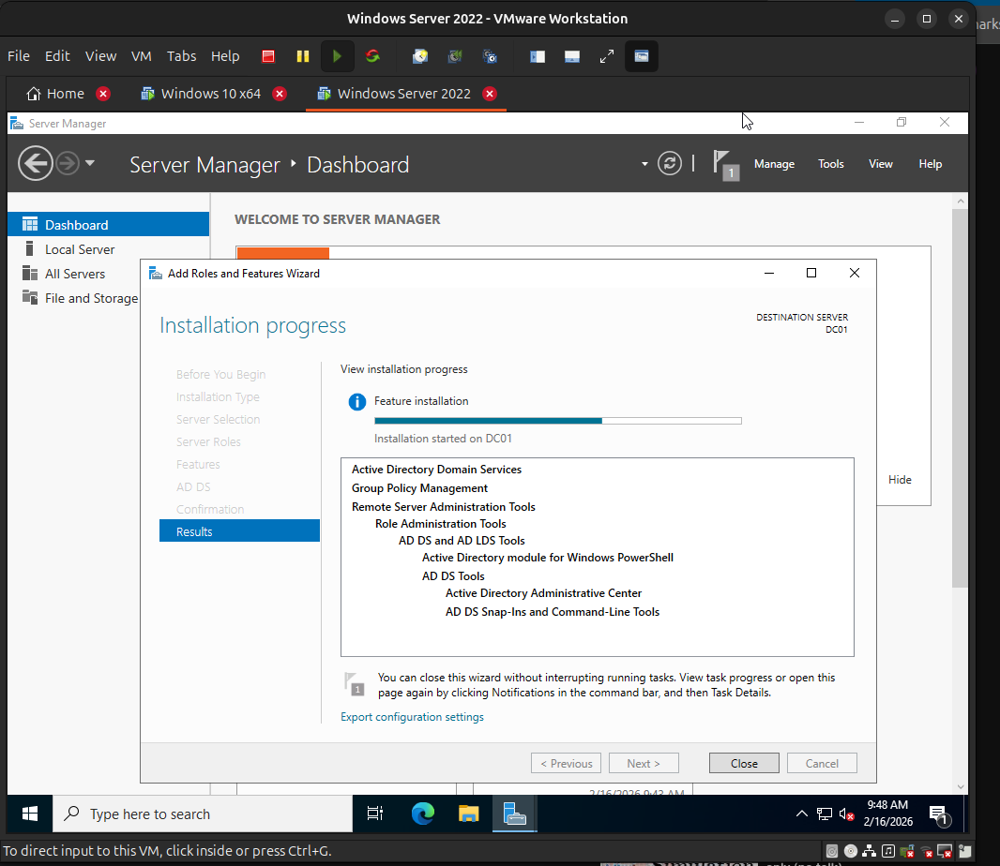 Windows Server 2022 - VMware Workstation
File Edit View VM Tabs Help
Home Windows 10 x64 Windows Server 2022
Server Manager
Server Manager Dashboard
1 Manage Tools View Help
Dashboard
Local Server
All Servers
File and Storage
WELCOME TO SERVER MANAGER
Hide
Add Roles and Features Wizard
Installation progress
DESTINATION SERVER
DC01
Before You Begin
Installation Type
Server Selection
Server Roles
Features
AD DS
Confirmation
Results
View installation progress
Feature installation
Installation started on DC01
Active Directory Domain Services
Group Policy Management
Remote Server Administration Tools
Role Administration Tools
AD DS and AD LDS Tools
Active Directory module for Windows PowerShell
AD DS Tools
Active Directory Administrative Center
AD DS Snap-Ins and Command-Line Tools
1
You can close this wizard without interrupting running tasks. View task progress or open this
page again by clicking Notifications in the command bar, and then Task Details.
Export configuration settings
< Previous Next > Close Cancel
2/16/2026 9:43 AM
Type here to search
9:48 AM
2/16/2026
1
To direct input to this VM, click inside or press Ctrl+G.